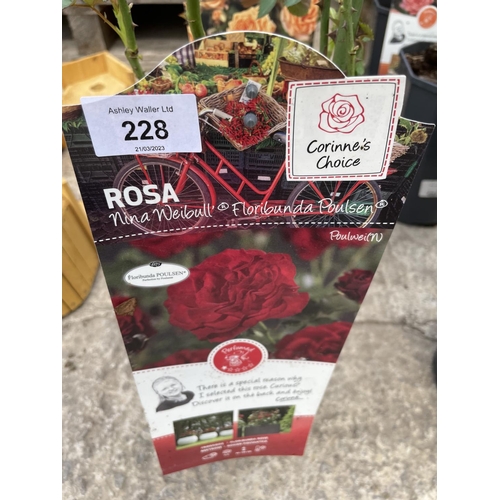 Ashley Waller Ltd
228
21/03/2023
Corinne's
Choice
ROSA
Nina Weibull® Floribunda Poulsen®
Poulwei(N)
Floribunda POULSEN®
Perfumed
There is a special reason why
I selected this rose Corinne's
Discover it on the back and enjoy